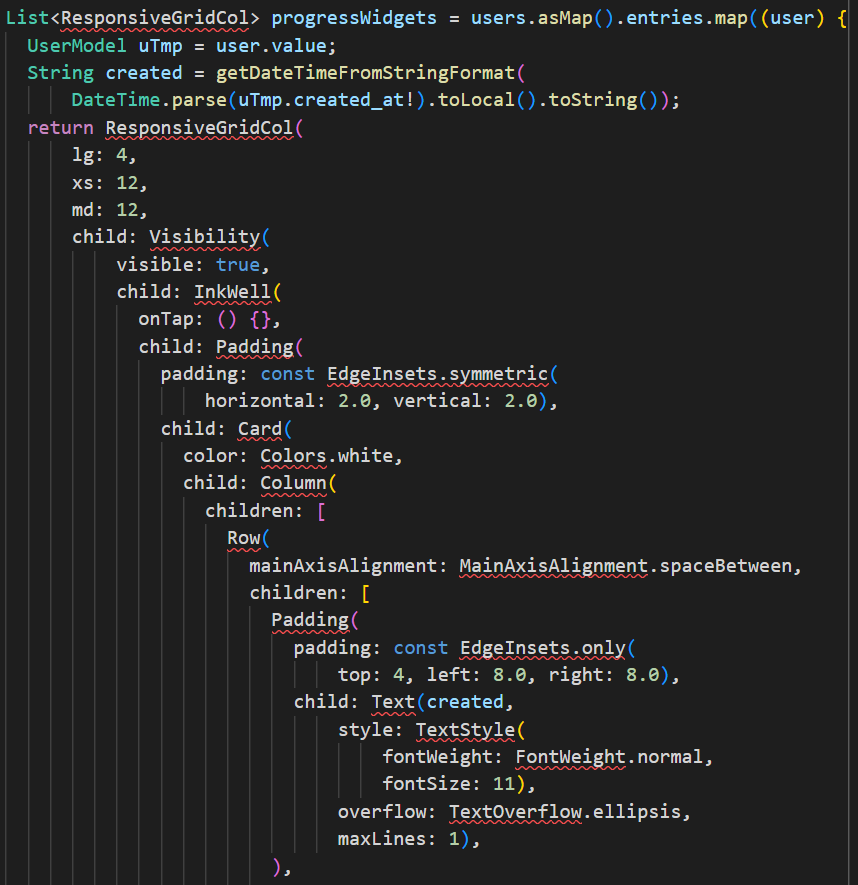 List<ResponsiveGridCol> progressWidgets = users.asMap().entries.map((user) {
  UserModel uTmp = user.value;
  String created = getDateTimeFromStringFormat(
      DateTime.parse(uTmp.created_at!).toLocal().toString());
  return ResponsiveGridCol(
      lg: 4,
      xs: 12,
      md: 12,
      child: Visibility(
          visible: true,
          child: InkWell(
            onTap: () {},
            child: Padding(
              padding: const EdgeInsets.symmetric(
                  horizontal: 2.0, vertical: 2.0),
              child: Card(
                color: Colors.white,
                child: Column(
                  children: [
                    Row(
                      mainAxisAlignment: MainAxisAlignment.spaceBetween,
                      children: [
                        Padding(
                          padding: const EdgeInsets.only(
                              top: 4, left: 8.0, right: 8.0),
                          child: Text(created,
                              style: TextStyle(
                                  fontWeight: FontWeight.normal,
                                  fontSize: 11),
                              overflow: TextOverflow.ellipsis,
                              maxLines: 1),
                        ),